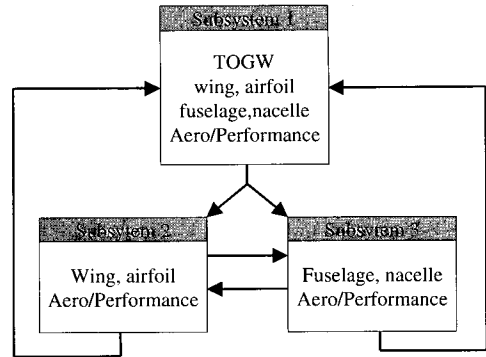 Subsystem 1
TOGW
wing, airfoil
fuselage,nacelle
Aero/Performance
Subsytem 2
Wing, airfoil
Aero/Performance
Subsytem 3
Fuselage, nacelle
Aero/Performance